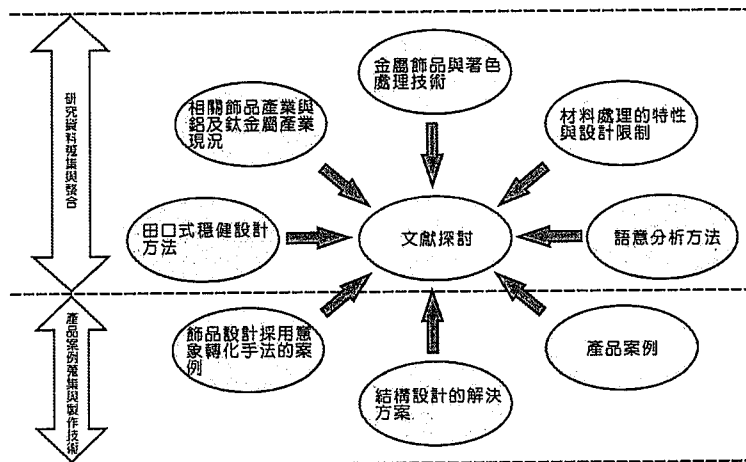 研究資料蒐集與整合
金屬飾品與著色
處理技術
相關飾品產業與
鋁及鈦金屬產業
現況
材料處理的特性
與設計限制
田口式穩健設計
方法
文獻探討
語意分析方法
產品案例蒐集與製作技術
飾品設計採用意
象轉化手法的案
例
結構設計的解決
方案
產品案例